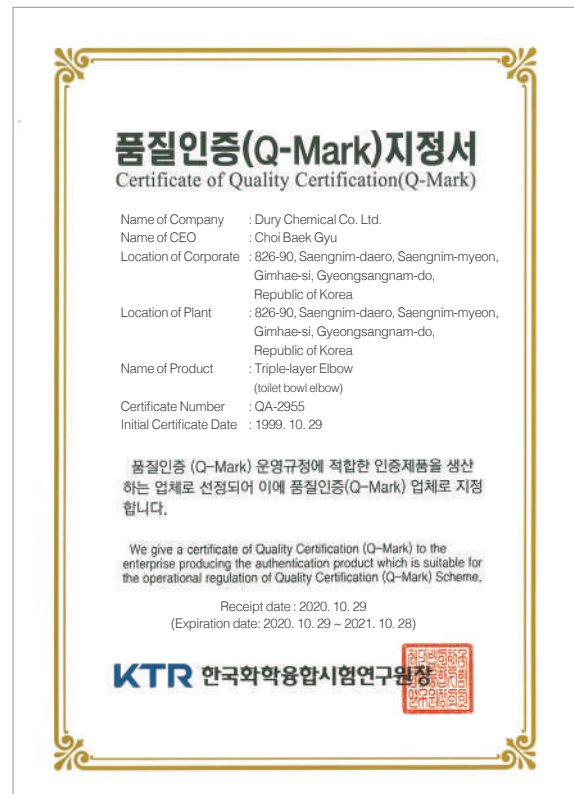 품질인증(Q-Mark)지정서
Certificate of Quality Certification(Q-Mark)
Name of Company : Dury Chemical Co. Ltd.
Name of CEO : Choi Baek Gyu
Location of Corporate : 826-90, Saengnim-daero, Saengnim-myeon,
Gimhae-si, Gyeongsangnam-do,
Republic of Korea
Location of Plant : 826-90, Saengnim-daero, Saengnim-myeon,
Gimhae-si, Gyeongsangnam-do,
Republic of Korea
Name of Product : Triple-layer Elbow
(toilet bowl elbow)
Certificate Number : QA-2955
Initial Certificate Date : 1999. 10. 29
품질인증 (Q-Mark) 운영규정에 적합한 인증제품을 생산
하는 업체로 선정되어 이에 품질인증(Q-Mark) 업체로 지정
합니다.
We give a certificate of Quality Certification (Q-Mark) to the
enterprise producing the authentication product which is suitable for
the operational regulation of Quality Certification (Q-Mark) Scheme.
Receipt date : 2020. 10. 29
(Expiration date: 2020. 10. 29 ~ 2021. 10. 28)
KTR 한국화학융합시험연구원장